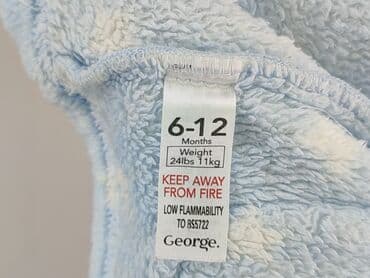 6-12
Months
Weight
24lbs 11kg
KEEP AWAY
FROM FIRE
LOW FLAMMABILITY
TO BS5722
George.